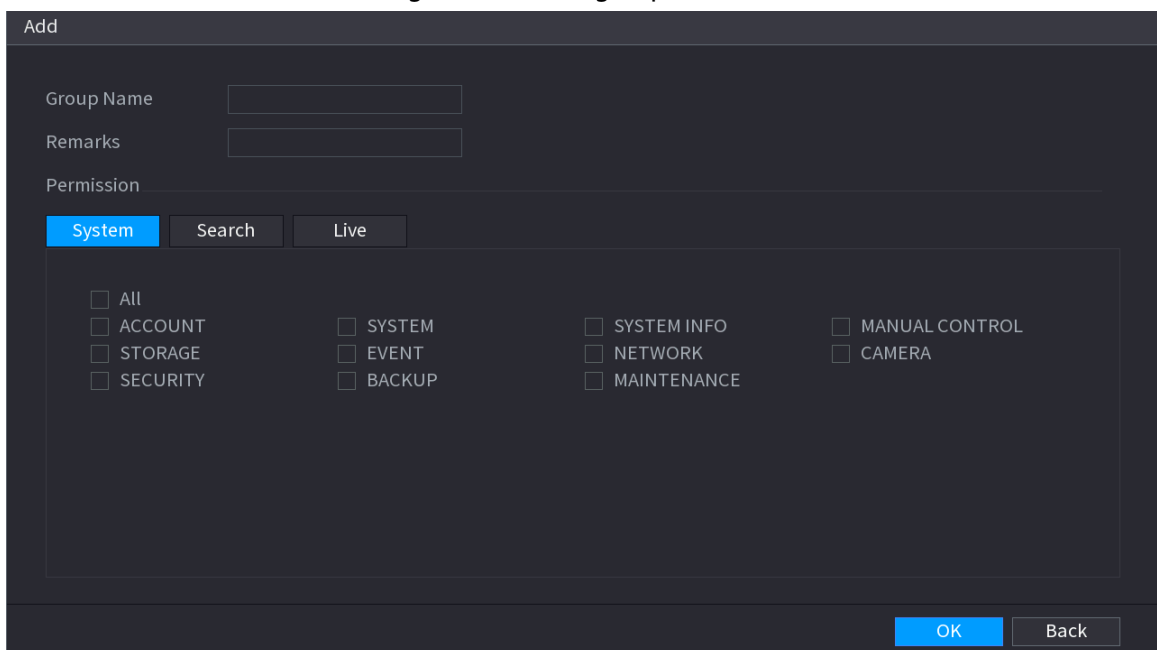 Add
Group Name
Remarks
Permission
System Search Live
All
ACCOUNT SYSTEM SYSTEM INFO MANUAL CONTROL
STORAGE EVENT NETWORK CAMERA
SECURITY BACKUP MAINTENANCE
OK Back